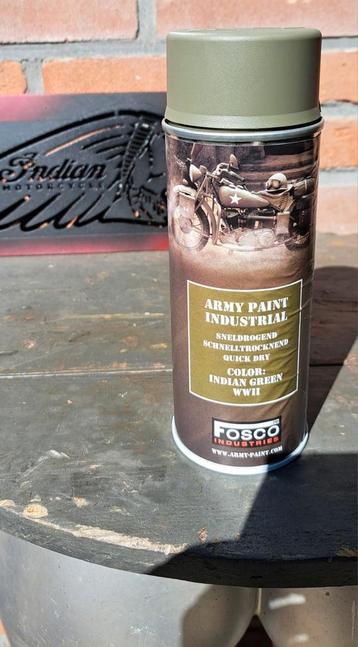 Indian
MOTORCYCLE
ARMY PAINT
INDUSTRIAL
SNELDROGEND
SCHNELLTROCKNEND
QUICK DRY
COLOR:
INDIAN GREEN
WWII
FOSCO
INDUSTRIES
WWW.ARMY-PAINT.COM